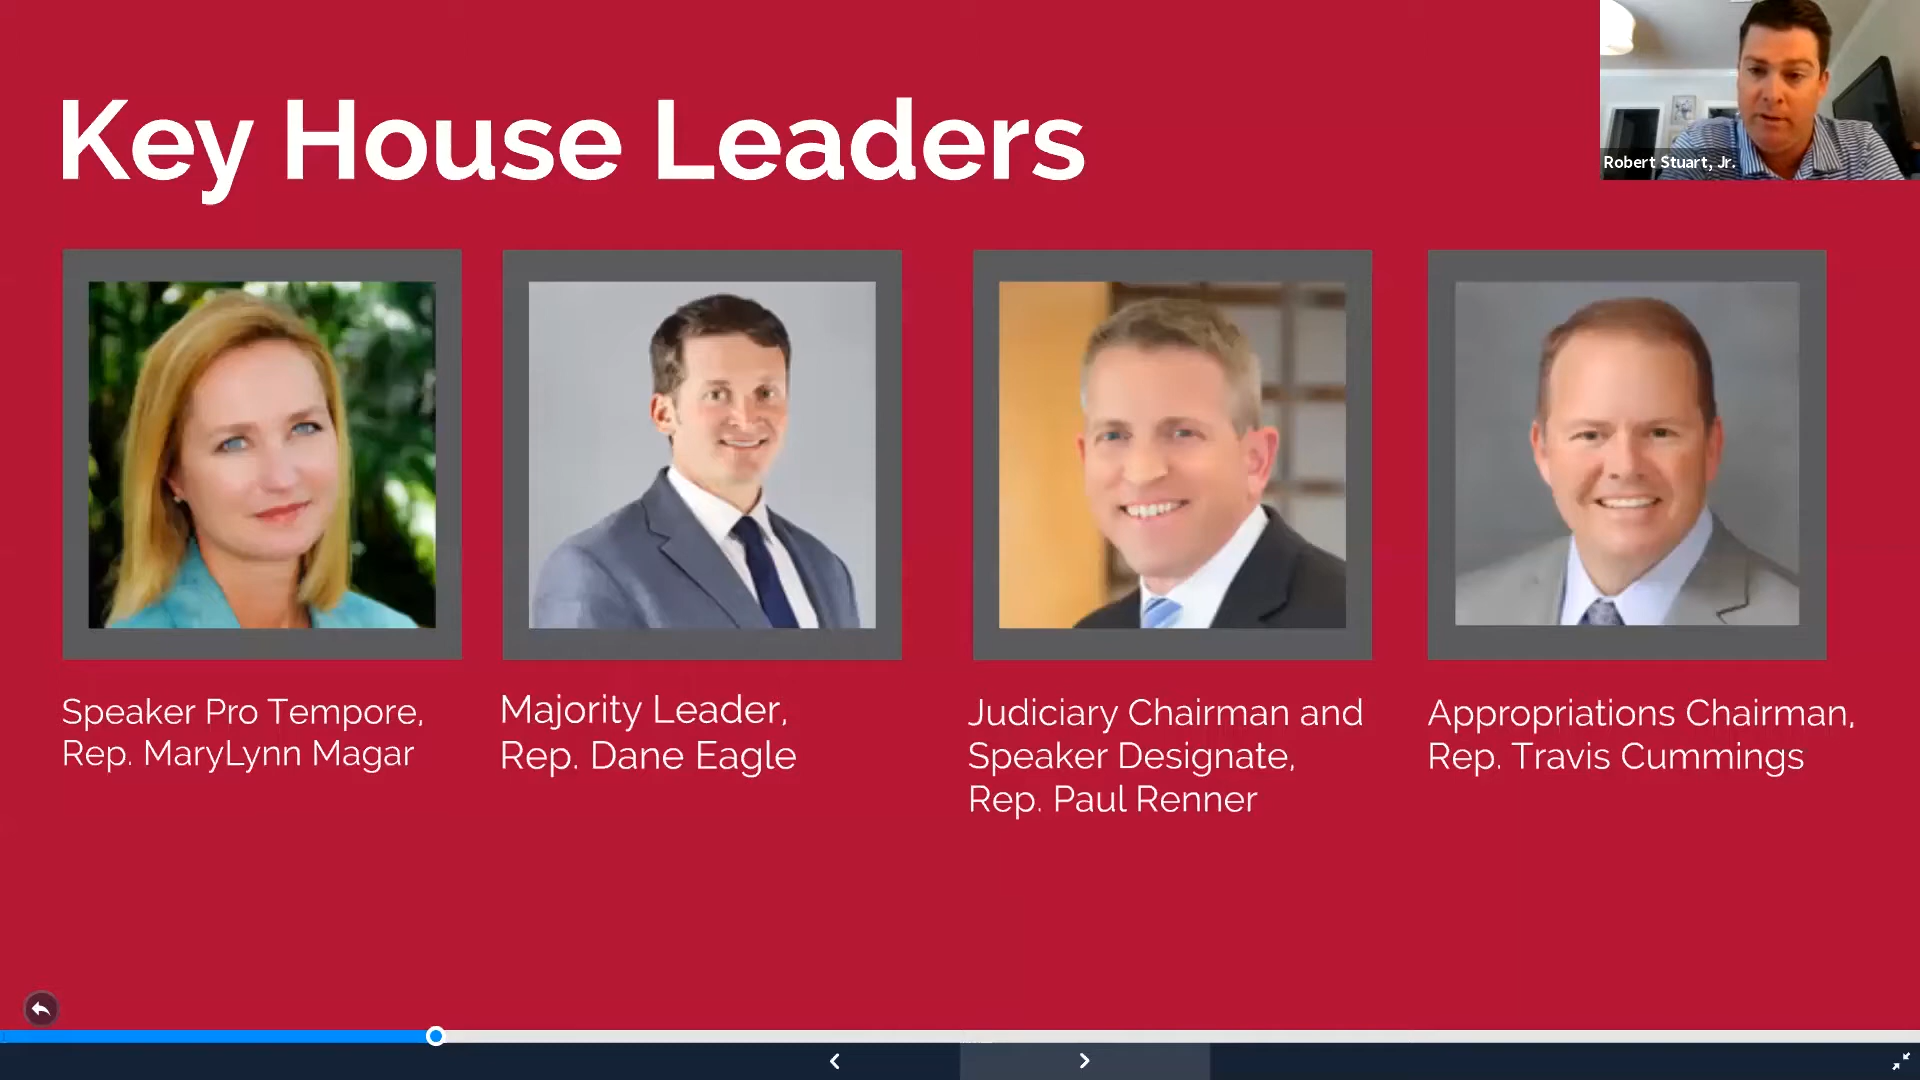 Key House Leaders
Robert Stuart, Jr.
Speaker Pro Tempore,
Rep. MaryLynn Magar
Majority Leader,
Rep. Dane Eagle
Judiciary Chairman and
Speaker Designate,
Rep. Paul Renner
Appropriations Chairman,
Rep. Travis Cummings